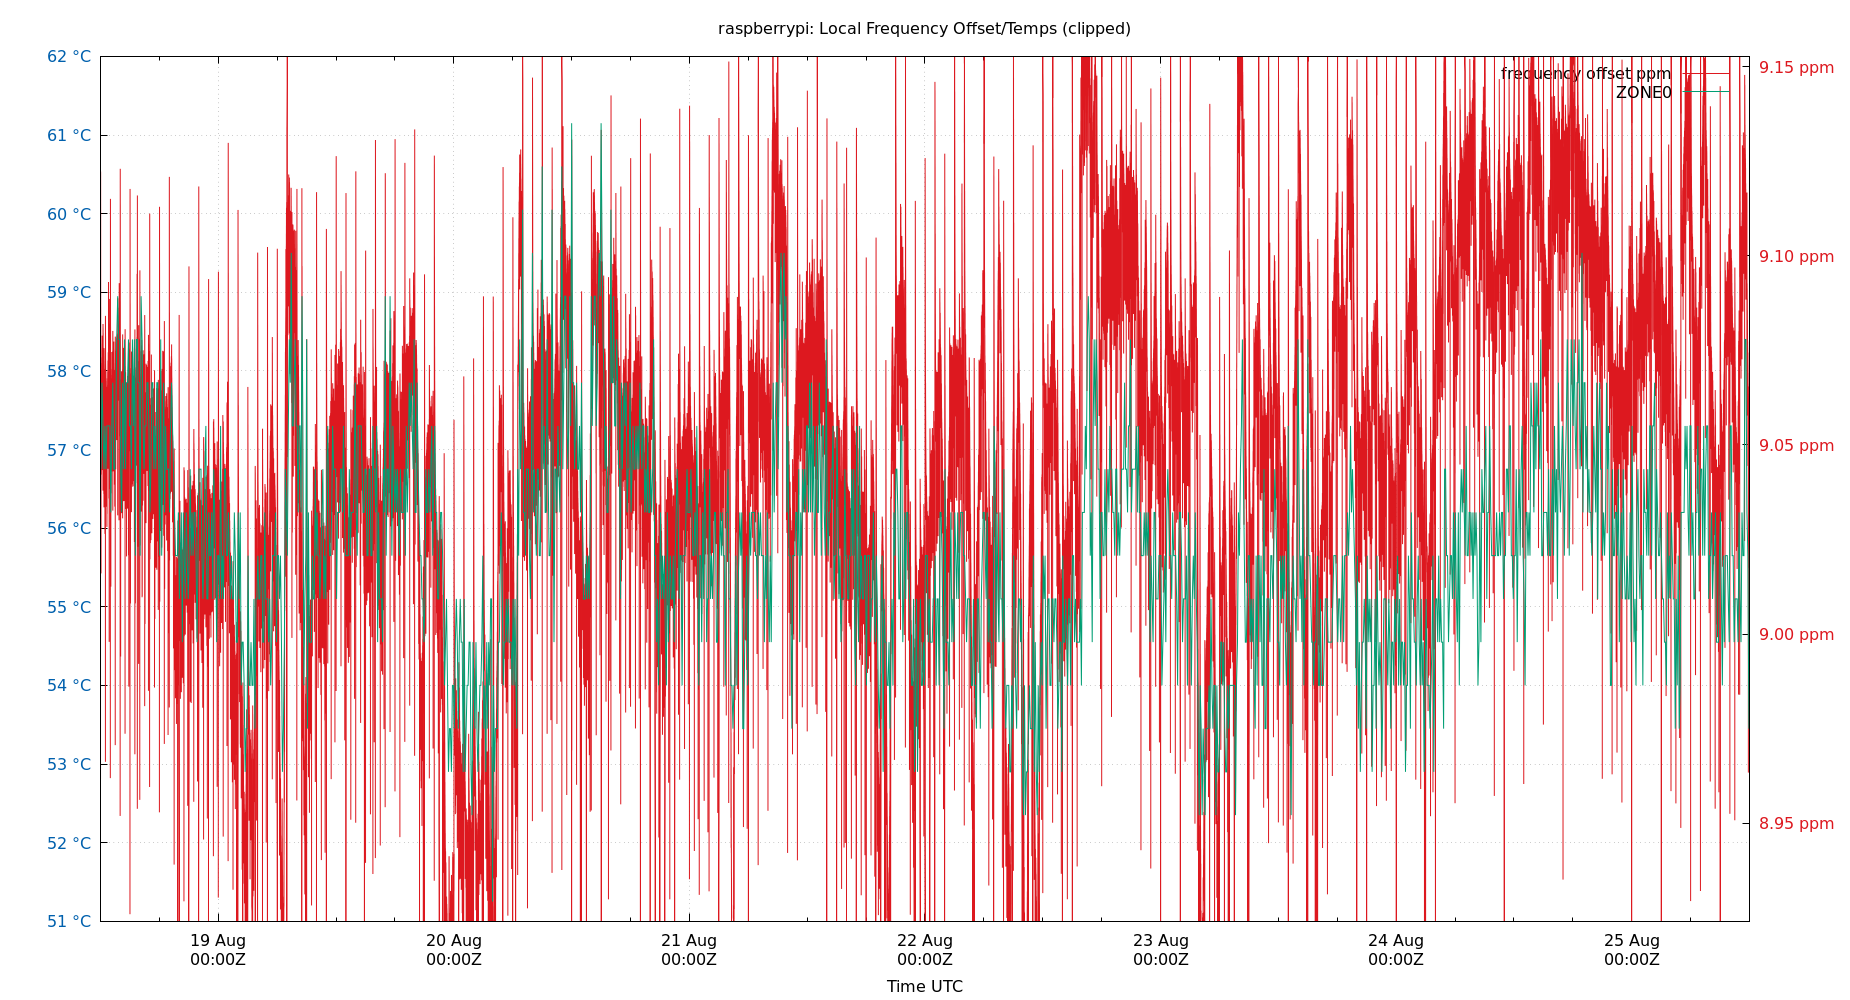 raspberrypi: Local Frequency Offset/Temps (clipped)
62 °C
61 °C
60 °C
59 °C
58 °C
57 °C
56 °C
55 °C
54 °C
53 °C
52 °C
51 °C
9.15 ppm
9.10 ppm
9.05 ppm
9.00 ppm
8.95 ppm
frequency offset ppm
ZONE0
19 Aug
00:00Z
20 Aug
00:00Z
21 Aug
00:00Z
22 Aug
00:00Z
23 Aug
00:00Z
24 Aug
00:00Z
25 Aug
00:00Z
Time UTC